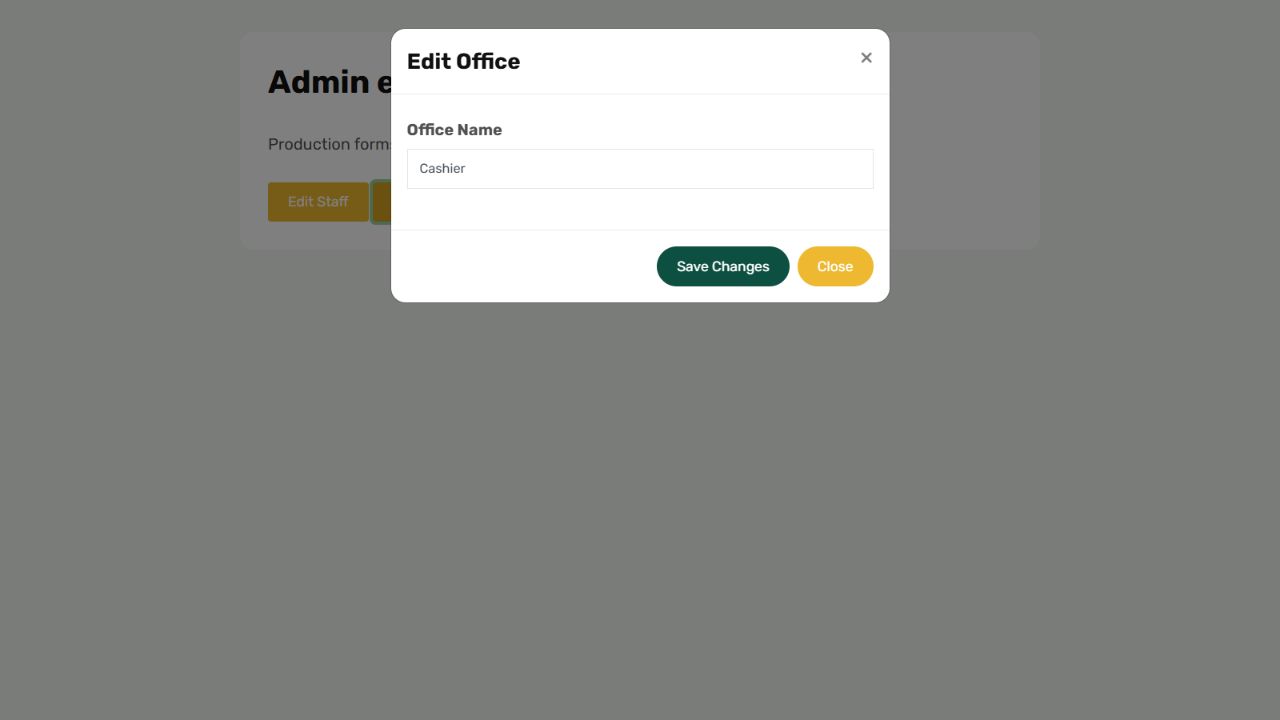 Edit Office
×
Admin e
Production form
Office Name
Cashier
Edit Staff
Save Changes
Close